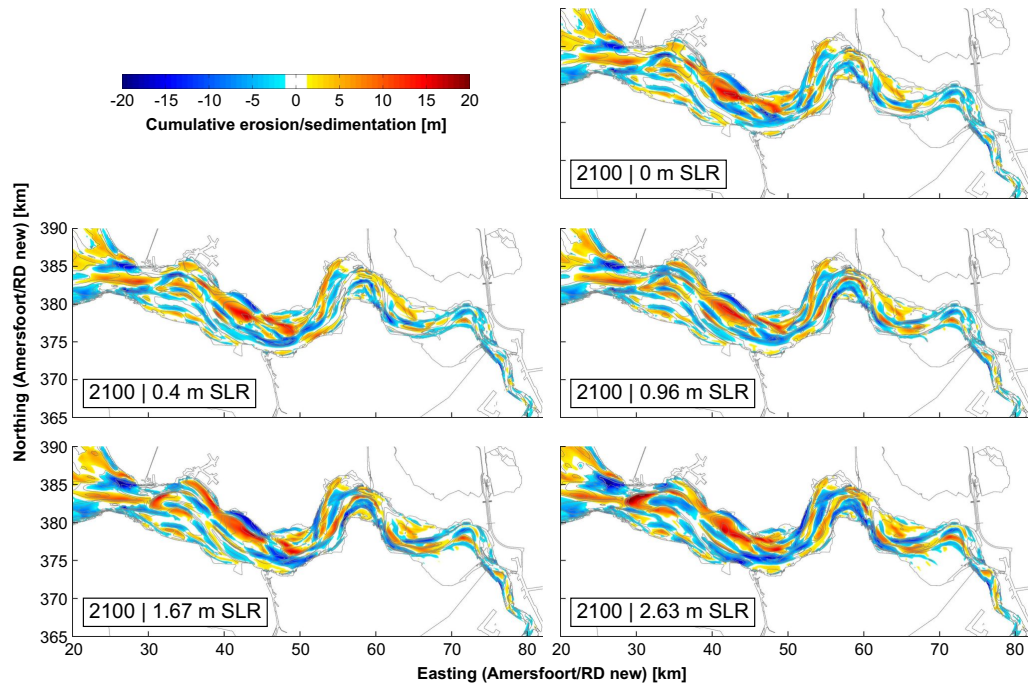 -20 -15 -10 -5 0 5 10 15 20
Cumulative erosion/sedimentation [m]
2100 | 0 m SLR
Northing (Amersfoort/RD new) [km]
390
385
380
375
370
365
2100 | 0.4 m SLR
2100 | 0.96 m SLR
390
385
380
375
370
365
2100 | 1.67 m SLR
2100 | 2.63 m SLR
20 30 40 50 60 70 80
20 30 40 50 60 70 80
Easting (Amersfoort/RD new) [km]